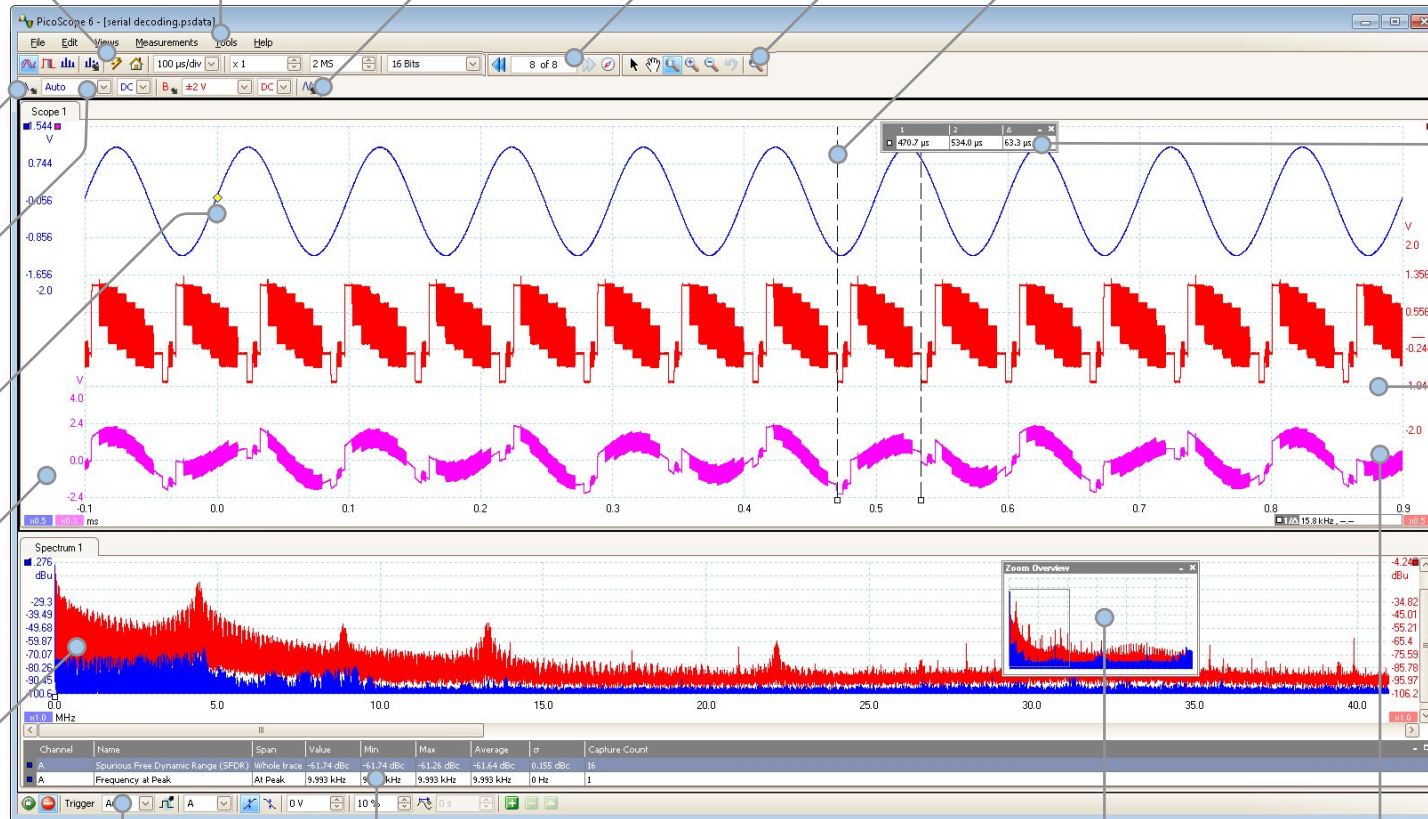 PicoScope 6 - [serial decoding.psdata]
File Edit Views Measurements Tools Help
100 µs/div x 1 2 MS 16 Bits 8 of 8
Auto DC B ±2 V DC
Scope 1
1 2 Δ
470.7 µs 534.0 µs 63.3 µs
.544
V
0.744
-0.056
-0.856
-1.656
-2.0
V
2.0
1.356
0.556
-0.244
-1.044
-2.0
V
4.0
2.4
0.0
-2.4
-0.1 0.0 0.1 0.2 0.3 0.4 0.5 0.6 0.7 0.8 0.9
x0.5 x0.3 ms
1/Δ 15.8 kHz , --.-- x0.5
Spectrum 1
.276
dBu
-29.3
-39.49
-49.68
-59.87
-70.07
-80.26
-90.45
-100.6
Zoom Overview
dBu
-34.82
-45.01
-55.21
-65.4
-75.59
-85.78
-95.97
-106.2
0.0 5.0 10.0 15.0 20.0 25.0 30.0 35.0 40.0
x1.0 MHz x1.0
Channel Name Span Value Min Max Average σ Capture Count
A Spurious Free Dynamic Range (SFDR) Whole trace -61.74 dBc -61.74 dBc -61.26 dBc -61.64 dBc 0.155 dBc 16
A Frequency at Peak At Peak 9.993 kHz kHz 9.993 kHz 9.993 kHz 0 Hz 1
Trigger A 0 V 10 % 0 s